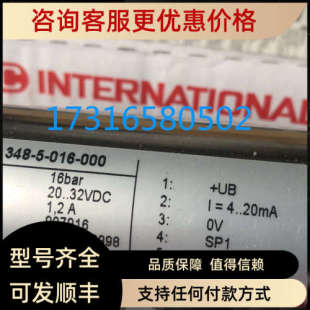 咨询客服更优惠价格
C INTERNATIONAL
17316580502
348-5-016-000
16bar
20..32VDC
1,2 A
1: +UB
2: I = 4..20mA
3: 0V
4: SP1
型号齐全
可发顺丰
品质保障 值得信赖
支持任何付款方式